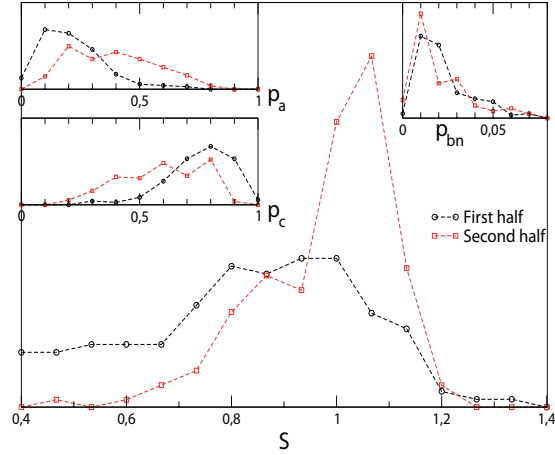 0 0,5 1
p_a
0 0,5 1
p_c
0 0,05
p_bn
First half
Second half
0,4 0,6 0,8 1 1,2 1,4
S